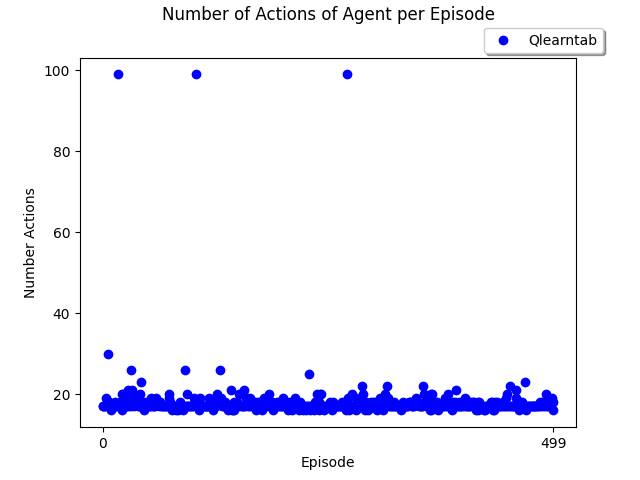 Number of Actions of Agent per Episode
Qlearntab
100
80
60
40
20
Number Actions
0
499
Episode